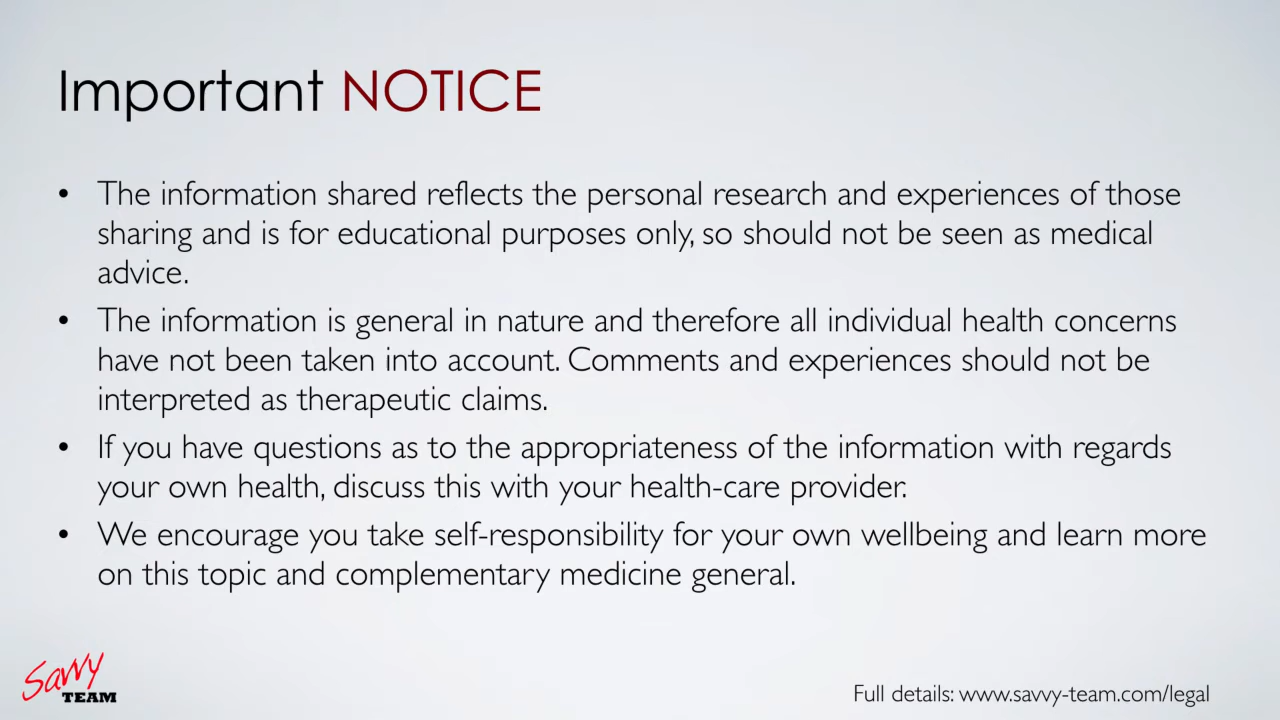 Important NOTICE
• The information shared reflects the personal research and experiences of those
sharing and is for educational purposes only, so should not be seen as medical
advice.
• The information is general in nature and therefore all individual health concerns
have not been taken into account. Comments and experiences should not be
interpreted as therapeutic claims.
• If you have questions as to the appropriateness of the information with regards
your own health, discuss this with your health-care provider.
• We encourage you take self-responsibility for your own wellbeing and learn more
on this topic and complementary medicine general.
Savvy
TEAM
Full details: www.savvy-team.com/legal